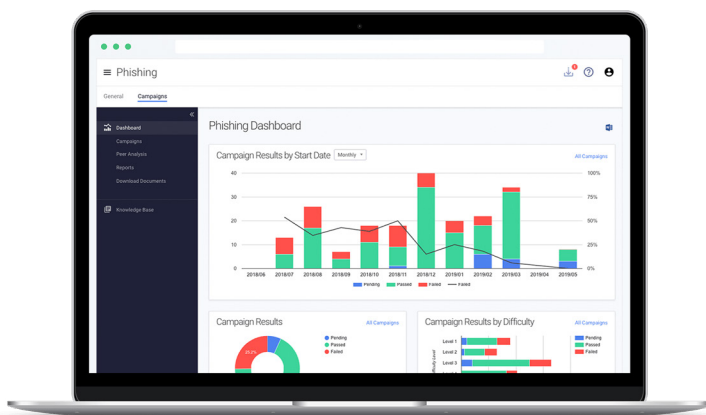 Phishing
General Campaigns
Dashboard
Campaigns
Peer Analysis
Reports
Download Documents
Knowledge Base
Phishing Dashboard
Campaign Results by Start Date Monthly All Campaigns
40 100%
30 75%
20 50%
10 25%
0 0%
2018/06 2018/07 2018/08 2018/09 2018/10 2018/11 2018/12 2019/01 2019/02 2019/03 2019/04 2019/05
Pending Passed Failed Failed
Campaign Results All Campaigns
Pending
Passed
Failed
Campaign Results by Difficulty All Campaigns
Level 1
Level 2
Level 3
Pending
Passed
Failed